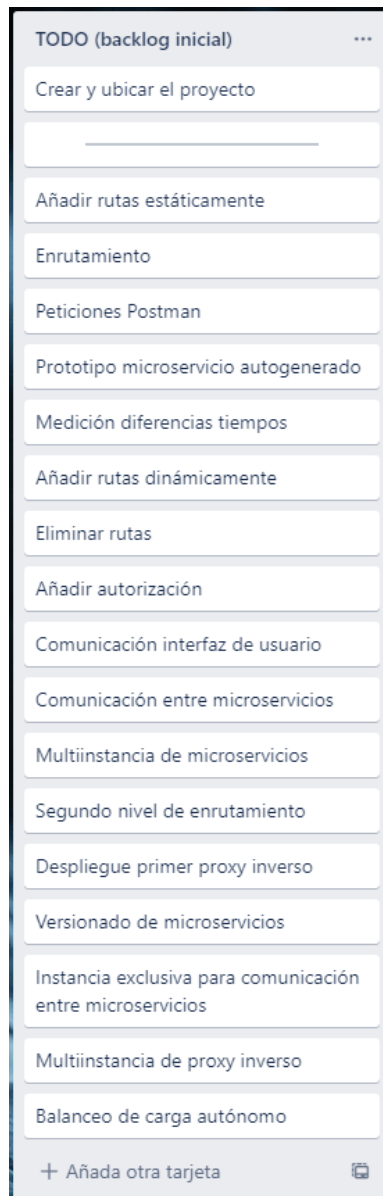 TODO (backlog inicial)
Crear y ubicar el proyecto
Añadir rutas estáticamente
Enrutamiento
Peticiones Postman
Prototipo microservicio autogenerado
Medición diferencias tiempos
Añadir rutas dinámicamente
Eliminar rutas
Añadir autorización
Comunicación interfaz de usuario
Comunicación entre microservicios
Multiinstancia de microservicios
Segundo nivel de enrutamiento
Despliegue primer proxy inverso
Versionado de microservicios
Instancia exclusiva para comunicación
entre microservicios
Multiinstancia de proxy inverso
Balanceo de carga autónomo
+ Añada otra tarjeta